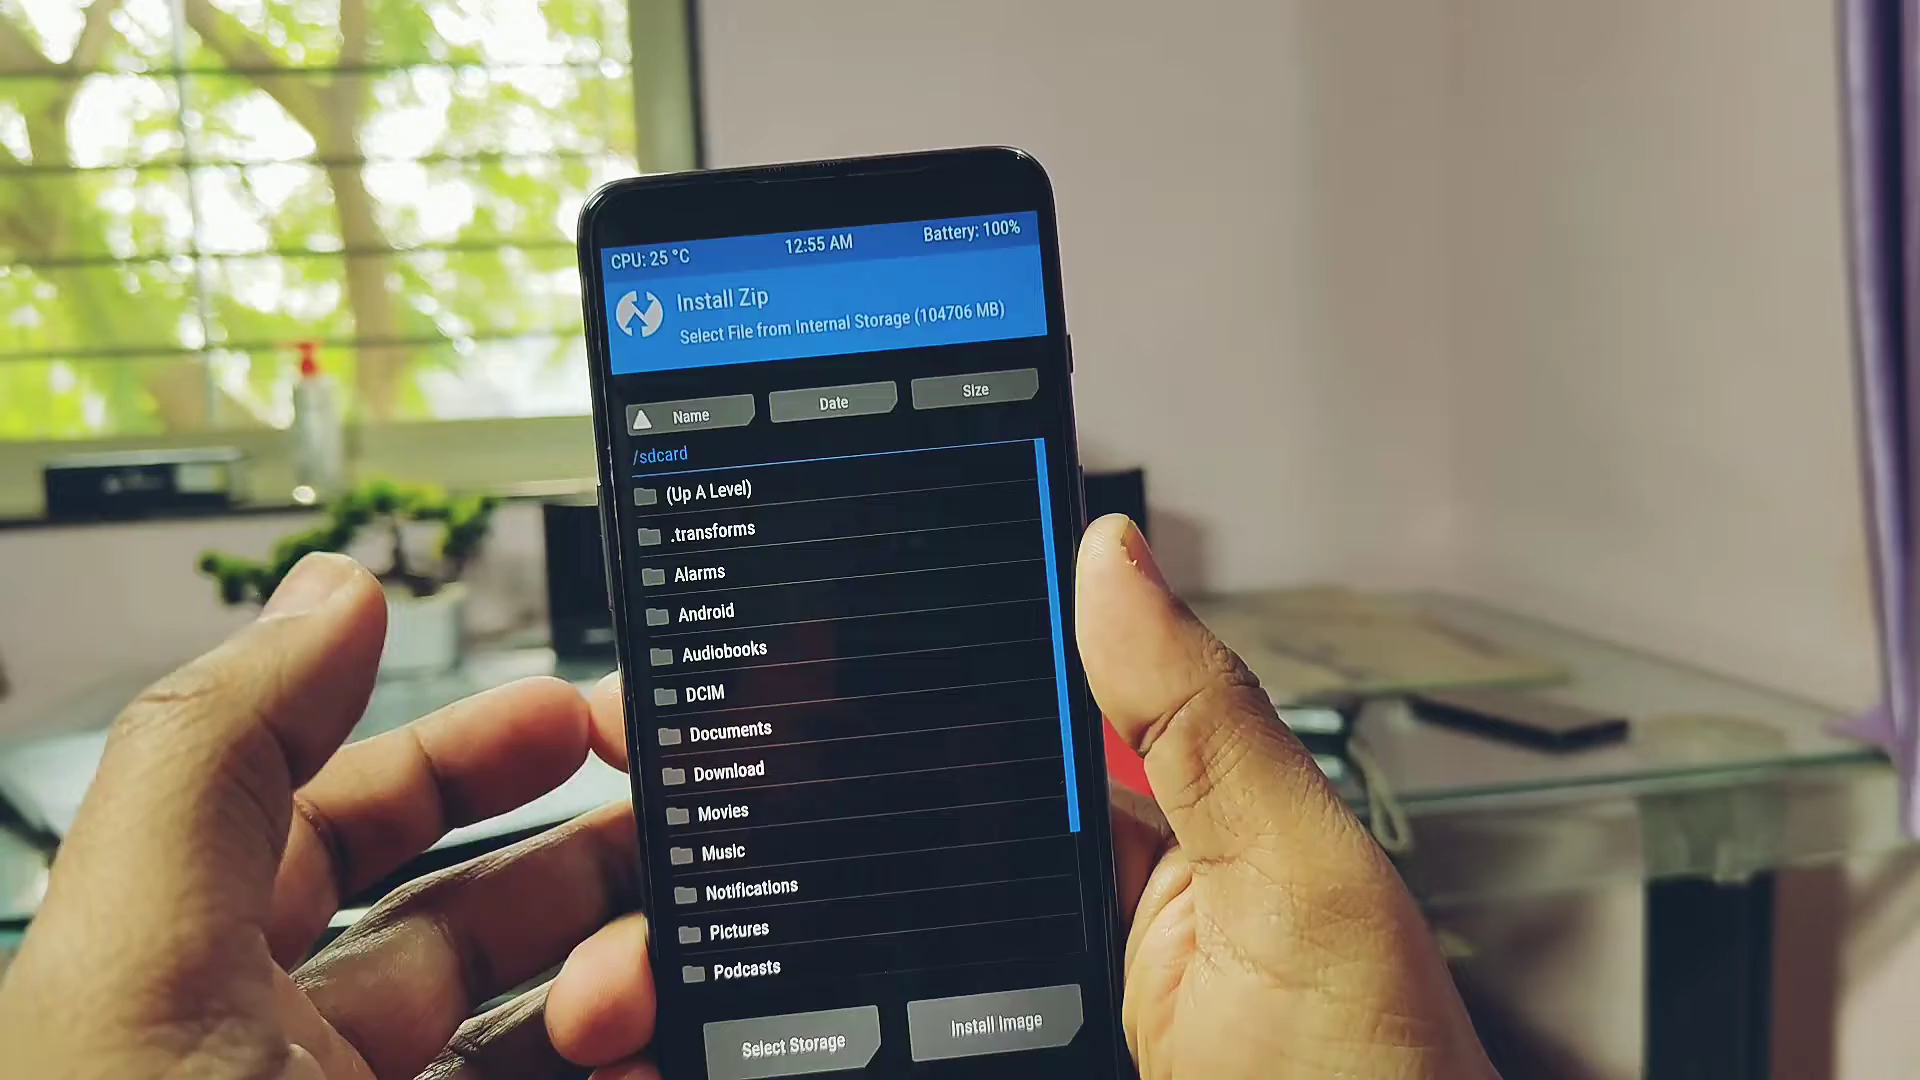 CPU: 25 °C 12:55 AM Battery: 100%
Install Zip
Select File from Internal Storage (104706 MB)
Name Date Size
/sdcard
(Up A Level)
.transforms
Alarms
Android
Audiobooks
DCIM
Documents
Download
Movies
Music
Notifications
Pictures
Podcasts
Select Storage Install Image